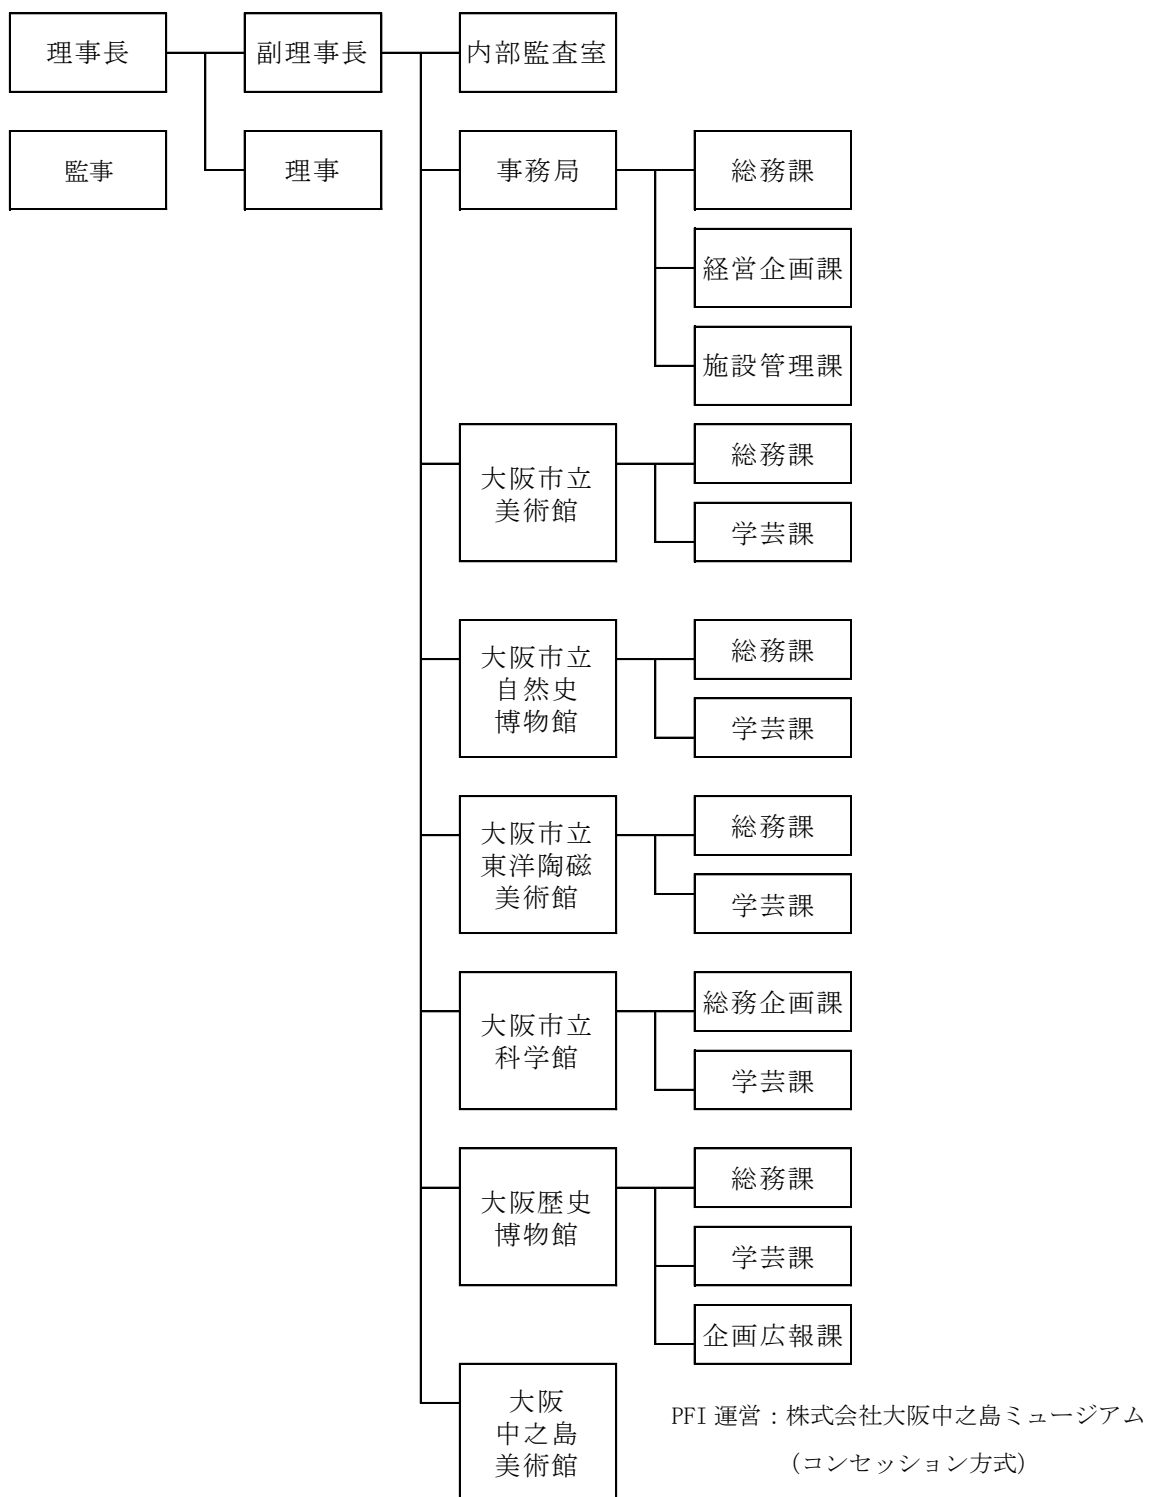 理事長
副理事長
内部監査室
監事
理事
事務局
総務課
経営企画課
施設管理課
大阪市立
美術館
総務課
学芸課
大阪市立
自然史
博物館
総務課
学芸課
大阪市立
東洋陶磁
美術館
総務課
学芸課
大阪市立
科学館
総務企画課
学芸課
大阪歴史
博物館
総務課
学芸課
企画広報課
大阪
中之島
美術館
PFI 運営：株式会社大阪中之島ミュージアム
（コンセッション方式）